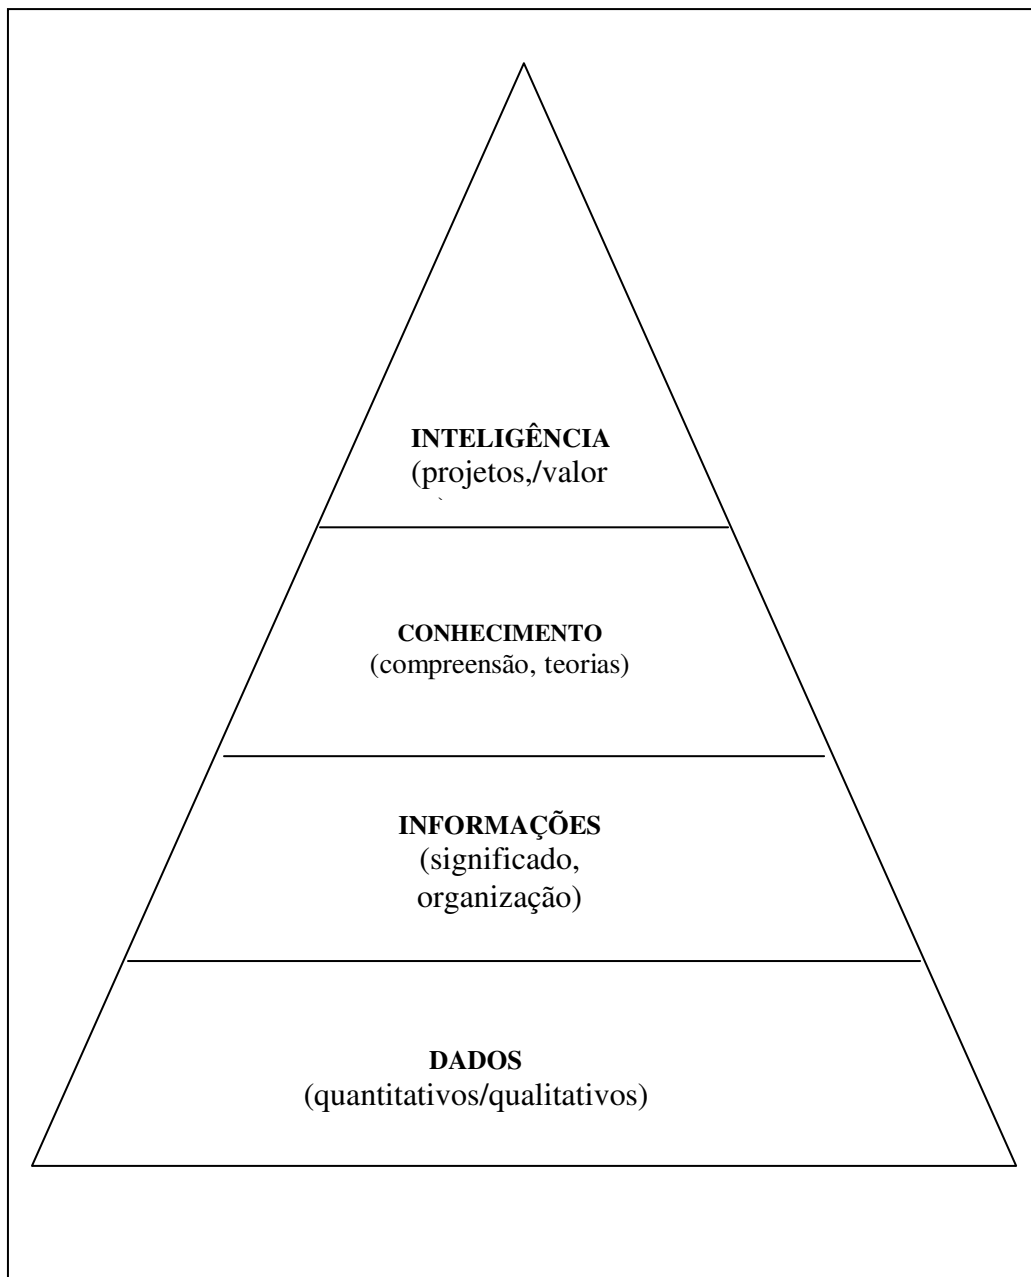 INTELIGÊNCIA
(projetos,/valor
CONHECIMENTO
(compreensão, teorias)
INFORMAÇÕES
(significado,
organização)
DADOS
(quantitativos/qualitativos)